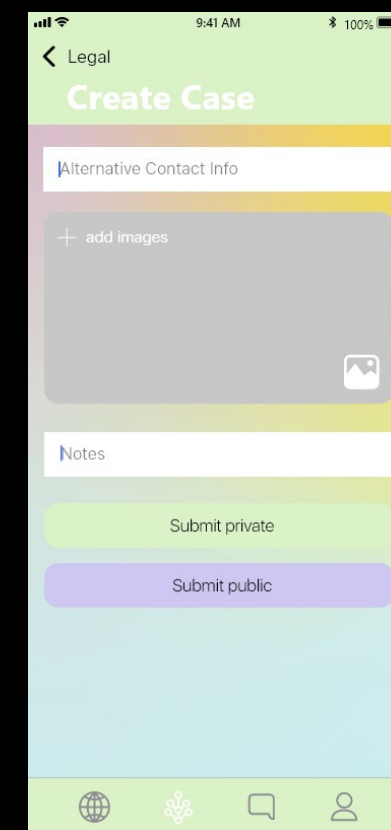 9:41 AM
100%
Legal
Create Case
Alternative Contact Info
add images
Notes
Submit private
Submit public